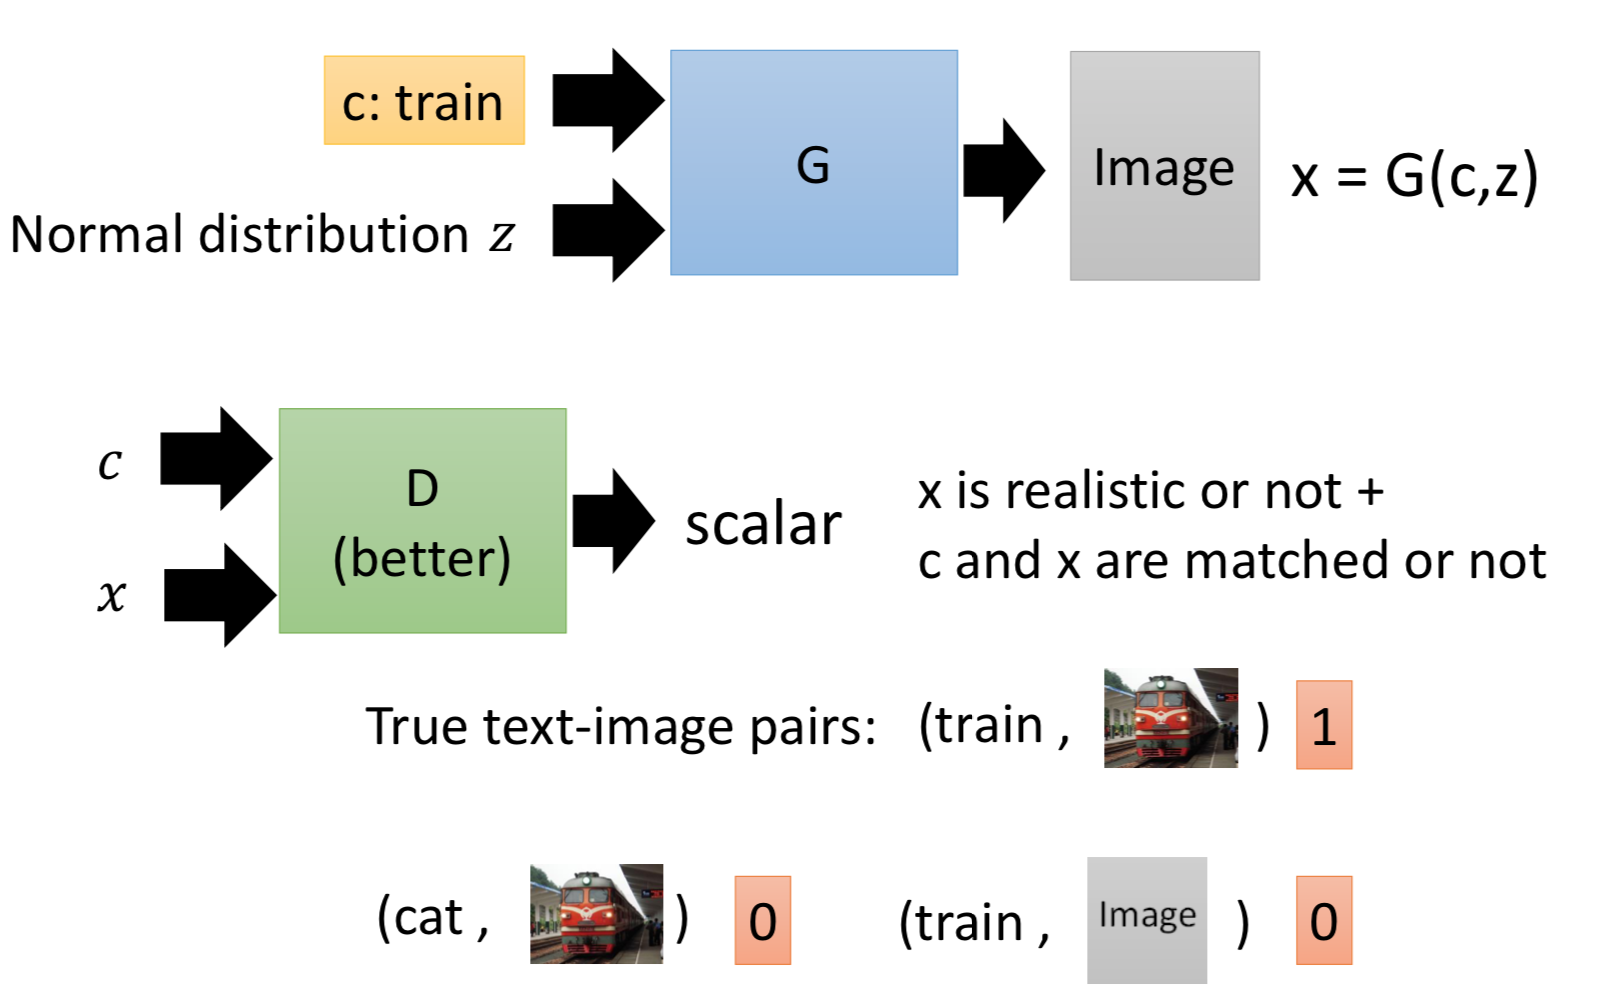 c: train
G
Image
x = G(c,z)
Normal distribution z
c
D
(better)
x
scalar
x is realistic or not +
c and x are matched or not
True text-image pairs: (train , ) 1
(cat , ) 0
(train , Image ) 0